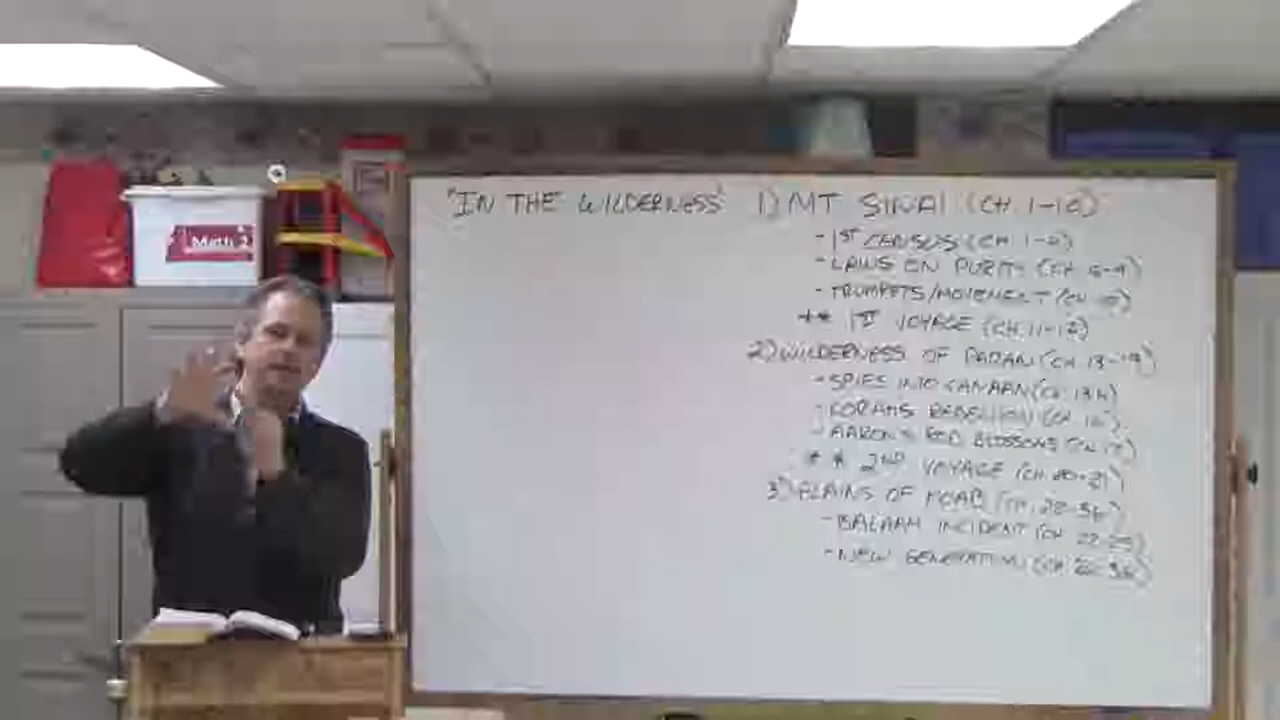 Math 2
"IN THE WILDERNESS" 1) MT SINAI (CH. 1-10)
- 1ST CENSUS (CH 1-2)
- LAWS ON PURITY (CH. 5-9)
- TRUMPETS/MOVEMENT (CH. 10)
** 1ST VOYAGE (CH. 11-12)
2) WILDERNESS OF PARAN (CH. 13-19)
- SPIES INTO CANAAN (CH. 13
- KORAHS REBELLION (CH. 16)
- AARON'S ROD BLOSSOMS (CH. 17)
** 2ND VOYAGE (CH. 20-21)
3) PLAINS OF MOAB (CH. 22-36)
- BALAAM INCIDENT (CH 22-25)
- NEW GENERATION (CH. 26-36)